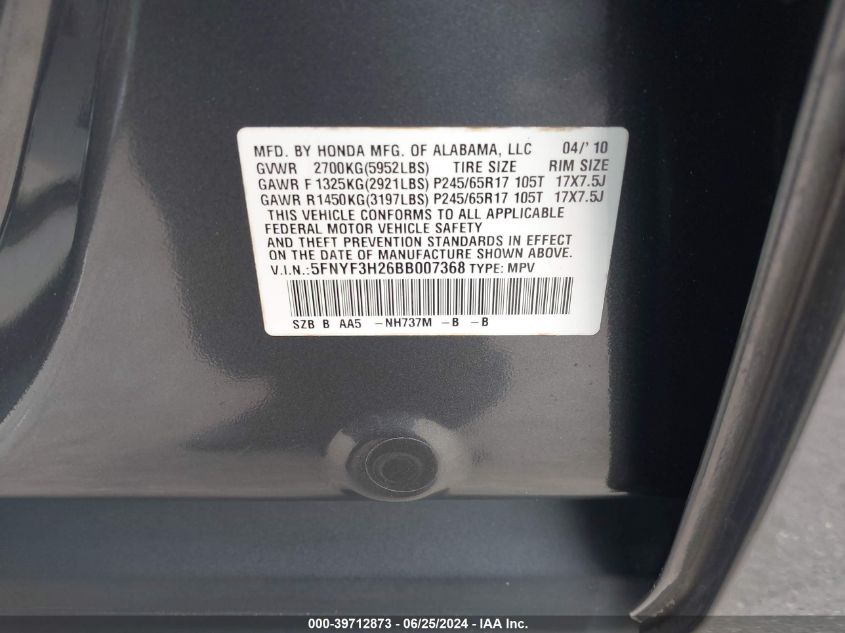 MFD. BY HONDA MFG. OF ALABAMA, LLC 04/'10
GVWR 2700KG(5952LBS) TIRE SIZE RIM SIZE
GAWR F 1325KG(2921LBS) P245/65R17 105T 17X7.5J
GAWR R1450KG(3197LBS) P245/65R17 105T 17X7.5J
THIS VEHICLE CONFORMS TO ALL APPLICABLE
FEDERAL MOTOR VEHICLE SAFETY
AND THEFT PREVENTION STANDARDS IN EFFECT
ON THE DATE OF MANUFACTURE SHOWN ABOVE.
V.I.N.:5FNYF3H26BB007368 TYPE: MPV
SZB B AA5 -NH737M -B -B
000-39712873 - 06/25/2024 - IAA Inc.